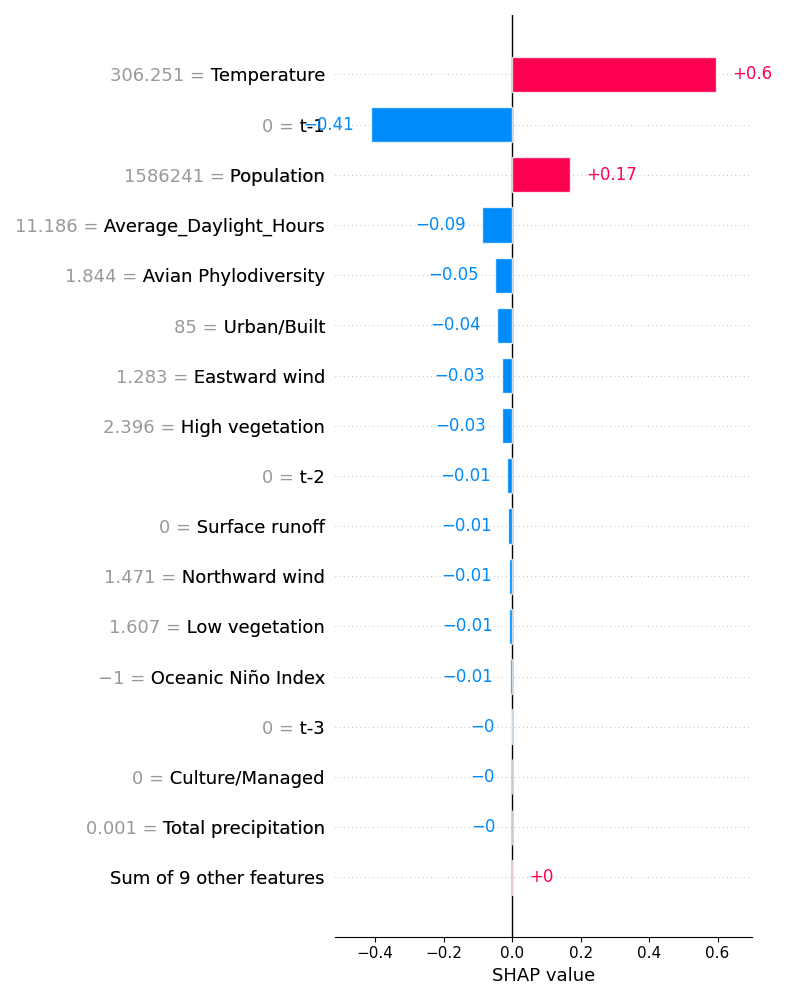 306.251 = Temperature +0.6
0 = t-1 −0.41
1586241 = Population +0.17
11.186 = Average_Daylight_Hours −0.09
1.844 = Avian Phylodiversity −0.05
85 = Urban/Built −0.04
1.283 = Eastward wind −0.03
2.396 = High vegetation −0.03
0 = t-2 −0.01
0 = Surface runoff −0.01
1.471 = Northward wind −0.01
1.607 = Low vegetation −0.01
−1 = Oceanic Niño Index −0.01
0 = t-3 −0
0 = Culture/Managed −0
0.001 = Total precipitation −0
Sum of 9 other features +0
−0.4 −0.2 0.0 0.2 0.4 0.6
SHAP value